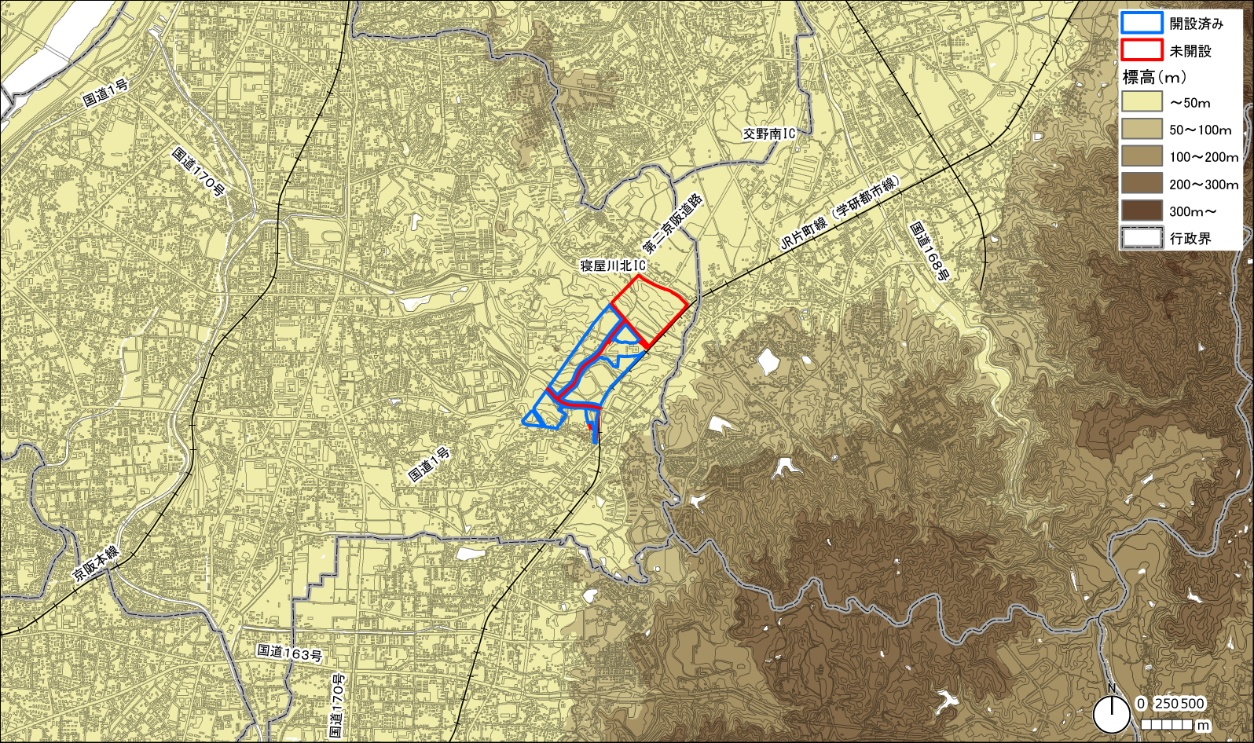 開設済み
未開設
標高(m)
～50m
50～100m
100～200m
200～300m
300m～
行政界
国道1号
国道170号
交野南IC
第二京阪道路
JR片町線(学研都市線)
国道168号
寝屋川北IC
国道1号
京阪本線
国道163号
国道170号
N
0 250 500
m